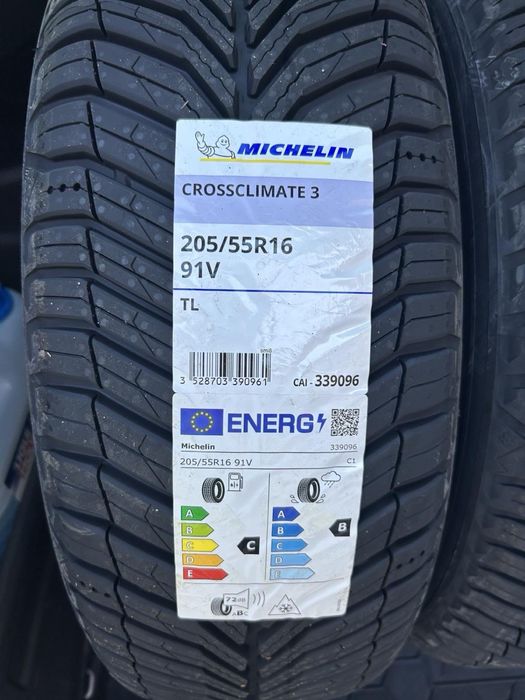 MICHELIN
CROSSCLIMATE 3
205/55R16
91V
TL
3 528703 390961
CAI - 339096
ENERG
Michelin 339096
205/55R16 91V C1
A A
B B B
C C C
D D
E E
72dB
ABC